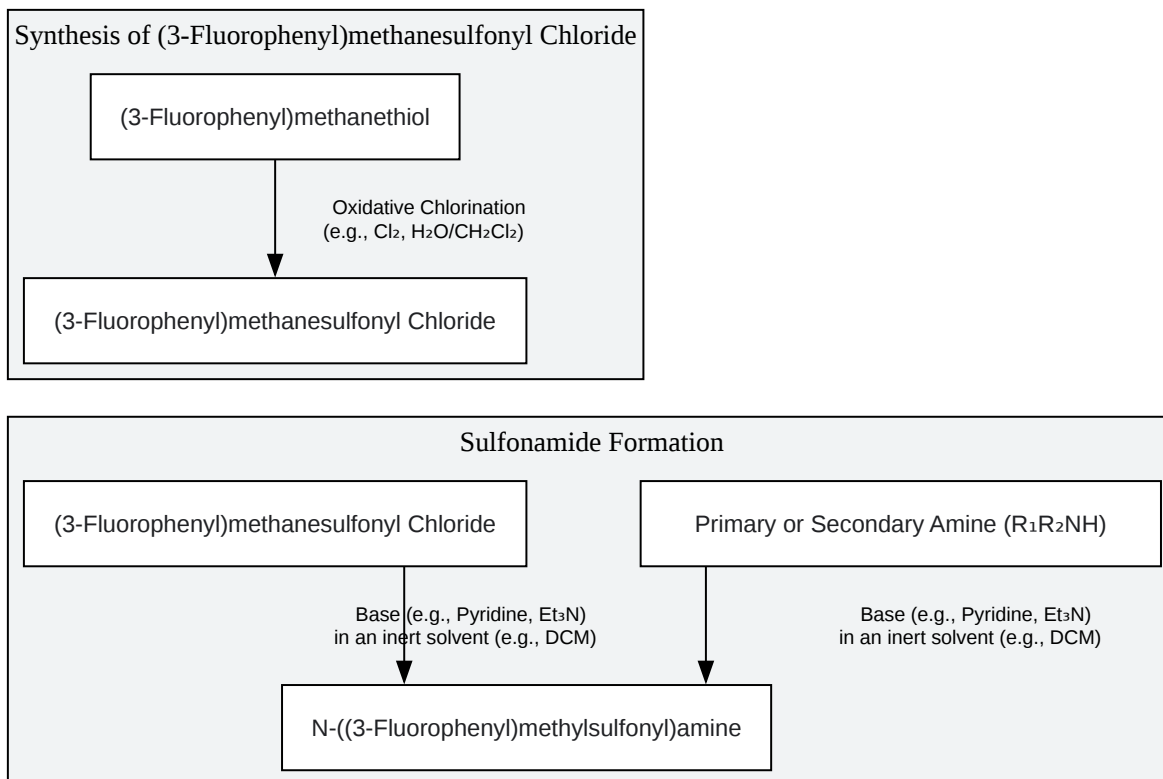 Synthesis of (3-Fluorophenyl)methanesulfonyl Chloride
(3-Fluorophenyl)methanethiol
Oxidative Chlorination
(e.g., Cl₂, H₂O/CH₂Cl₂)
(3-Fluorophenyl)methanesulfonyl Chloride
Sulfonamide Formation
(3-Fluorophenyl)methanesulfonyl Chloride
Primary or Secondary Amine (R₁R₂NH)
Base (e.g., Pyridine, Et₃N)
in an inert solvent (e.g., DCM)
Base (e.g., Pyridine, Et₃N)
in an inert solvent (e.g., DCM)
N-((3-Fluorophenyl)methylsulfonyl)amine